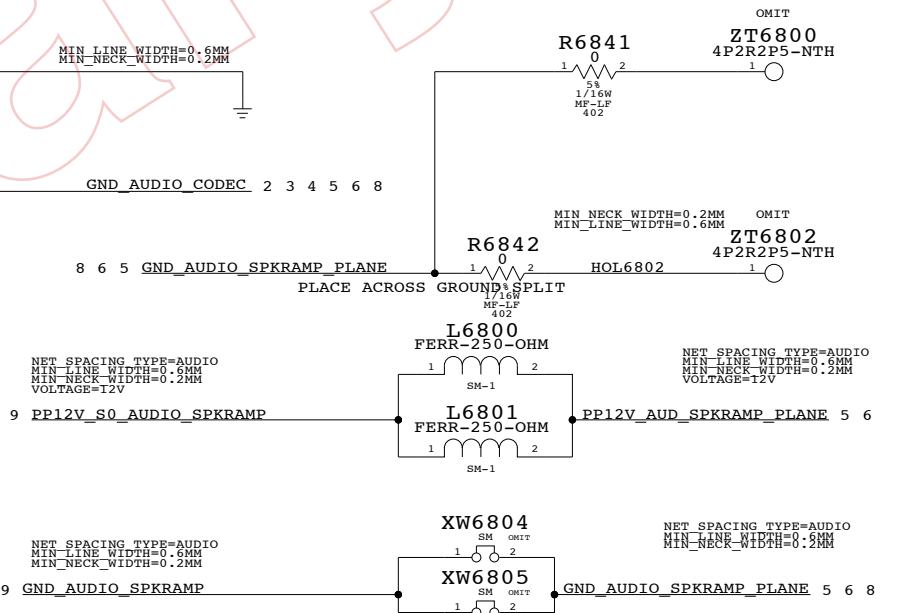 OMIT
ZT6800
4P2R2P5-NTH
1
R6841
0
1 2
5%
1/16W
MF-LF
402
MIN_LINE_WIDTH=0.6MM
MIN_NECK_WIDTH=0.2MM
GND_AUDIO_CODEC 2 3 4 5 6 8
MIN_NECK_WIDTH=0.2MM
MIN_LINE_WIDTH=0.6MM
OMIT
ZT6802
4P2R2P5-NTH
1
R6842
0
1 2
8 6 5 GND_AUDIO_SPKRAMP_PLANE
HOL6802
PLACE ACROSS GROUND SPLIT
5%
1/16W
MF-LF
402
L6800
FERR-250-OHM
1 2
SM-1
NET_SPACING_TYPE=AUDIO
MIN_LINE_WIDTH=0.6MM
MIN_NECK_WIDTH=0.2MM
VOLTAGE=12V
NET_SPACING_TYPE=AUDIO
MIN_LINE_WIDTH=0.6MM
MIN_NECK_WIDTH=0.2MM
VOLTAGE=12V
9 PP12V_S0_AUDIO_SPKRAMP
L6801
FERR-250-OHM
1 2
SM-1
PP12V_AUD_SPKRAMP_PLANE 5 6
XW6804
SM OMIT
1 2
NET_SPACING_TYPE=AUDIO
MIN_LINE_WIDTH=0.6MM
MIN_NECK_WIDTH=0.2MM
NET_SPACING_TYPE=AUDIO
MIN_LINE_WIDTH=0.6MM
MIN_NECK_WIDTH=0.2MM
9 GND_AUDIO_SPKRAMP
XW6805
SM OMIT
1 2
GND_AUDIO_SPKRAMP_PLANE 5 6 8